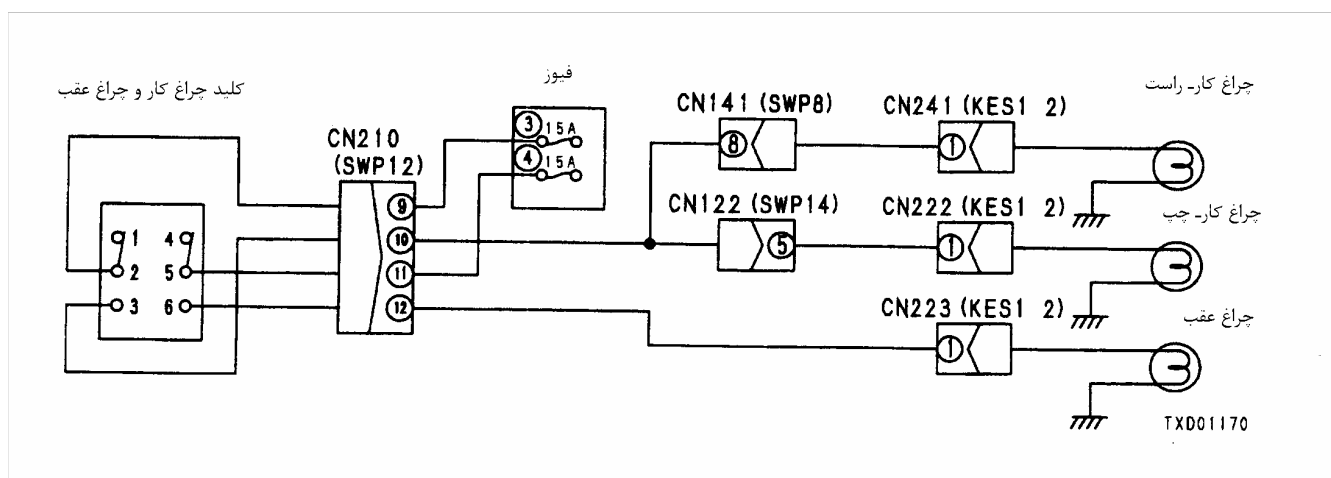 کلید چراغ کار و چراغ عقب
فیوز
چراغ کار ـ راست
CN210
(SWP12)
3 15A
4 15A
CN141 (SWP8)
CN241 (KES1 2)
8
1
CN122 (SWP14)
CN222 (KES1 2)
چراغ کار ـ چپ
5
1
1 4
2 5
3 6
9
10
11
12
CN223 (KES1 2)
چراغ عقب
1
TXD01170